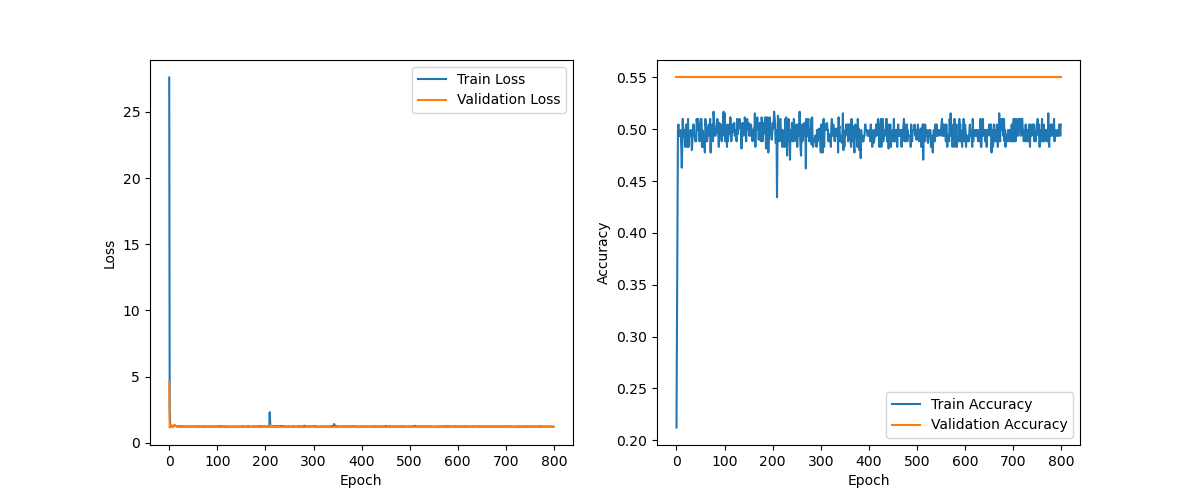 Train Loss
Validation Loss
25
20
15
10
5
0
Loss
0 100 200 300 400 500 600 700 800
Epoch
0.55
0.50
0.45
0.40
0.35
0.30
0.25
0.20
Accuracy
Train Accuracy
Validation Accuracy
0 100 200 300 400 500 600 700 800
Epoch